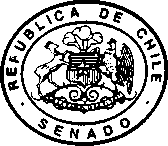 REPUBLICA DE CHILE
SENADO